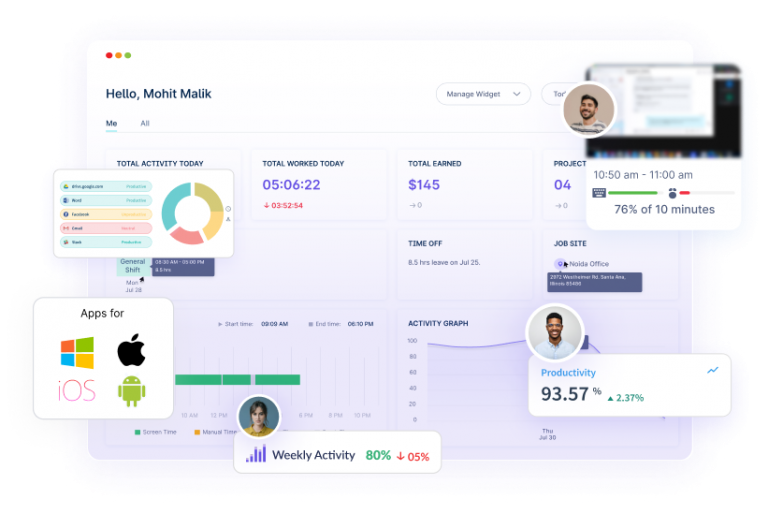 Hello, Mohit Malik
Manage Widget
Me
All
10:50 am - 11:00 am
76% of 10 minutes
TOTAL ACTIVITY TODAY
TOTAL WORKED TODAY
05:06:22
↓ 03:52:54
TOTAL EARNED
$145
→0
PROJECT
04
→0
drive.google.com
Productive
Word
Productive
Facebook
Gmail
Neutral
Slack
Productive
General
Shift
Mon
Jul 28
09:30 AM - 06:00 PM
8.5 hrs
TIME OFF
8.5 hrs leave on Jul 25.
JOB SITE
Noida Office
2972 Westheimer Rd. Santa Ana,
Illinois 85486
Apps for
iOS
Start time: 09:09 AM
End time: 06:10 PM
10 AM
12 PM
6 PM
8 PM
10 PM
Screen Time
Manual Time
ACTIVITY GRAPH
100
80
60
40
20
0
Thu
Jul 30
Productivity
93.57 %
▲ 2.37%
Weekly Activity 80% ↓ 05%